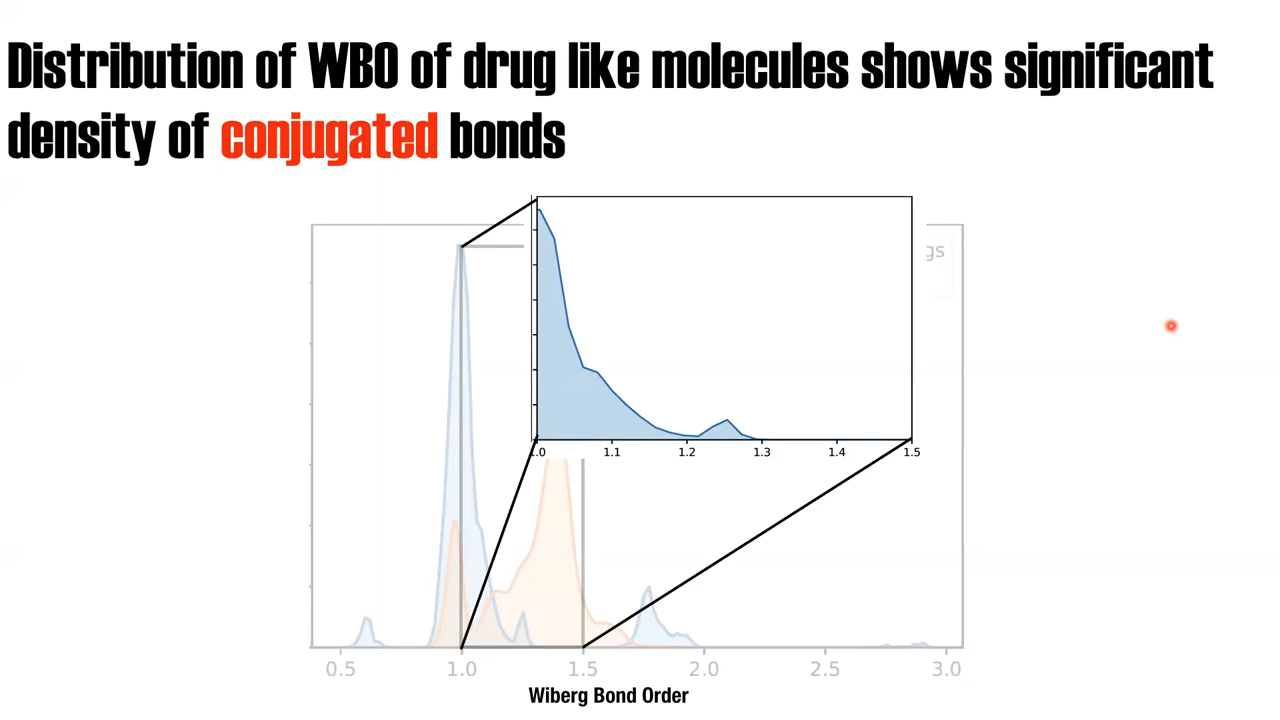 Distribution of WBO of drug like molecules shows significant
density of conjugated bonds
gs
1.0 1.1 1.2 1.3 1.4 1.5
0.5 1.0 1.5 2.0 2.5 3.0
Wiberg Bond Order